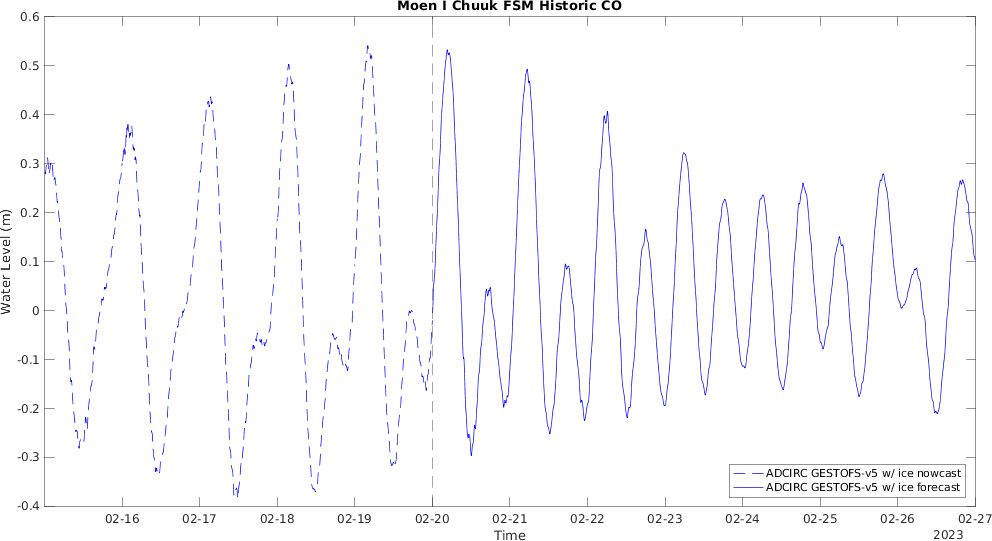 Moen I Chuuk FSM Historic CO
Water Level (m)
0.6
0.5
0.4
0.3
0.2
0.1
0
-0.1
-0.2
-0.3
-0.4
ADCIRC GESTOFS-v5 w/ ice nowcast
ADCIRC GESTOFS-v5 w/ ice forecast
02-16 02-17 02-18 02-19 02-20 02-21 02-22 02-23 02-24 02-25 02-26 02-27
Time
2023